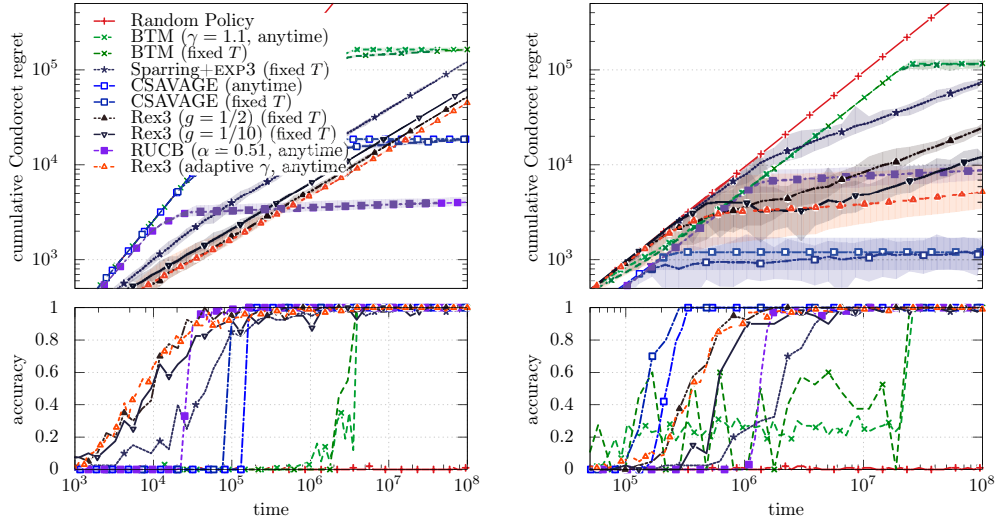 cumulative Condorcet regret
10^5
10^4
10^3
Random Policy
BTM (γ = 1.1, anytime)
BTM (fixed T)
Sparring+EXP3 (fixed T)
CSAVAGE (anytime)
CSAVAGE (fixed T)
Rex3 (g = 1/2) (fixed T)
Rex3 (g = 1/10) (fixed T)
RUCB (α = 0.51, anytime)
Rex3 (adaptive γ, anytime)
cumulative Condorcet regret
10^5
10^4
10^3
accuracy
1
0.8
0.6
0.4
0.2
0
10^3 10^4 10^5 10^6 10^7 10^8
time
accuracy
1
0.8
0.6
0.4
0.2
0
10^5 10^6 10^7 10^8
time